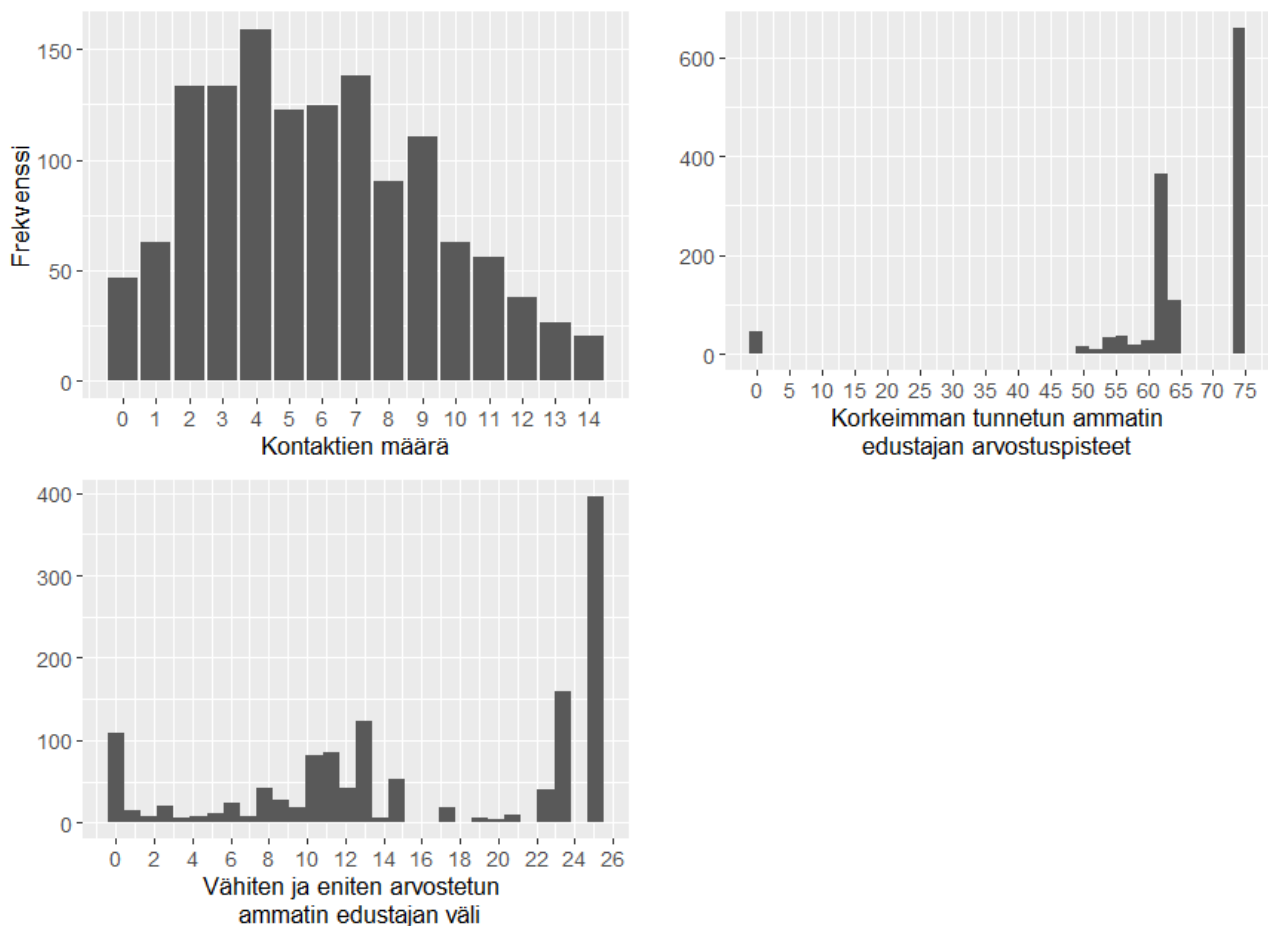 Frekvenssi
150
100
50
0
0 1 2 3 4 5 6 7 8 9 10 11 12 13 14
Kontaktien määrä
600
400
200
0
0 5 10 15 20 25 30 35 40 45 50 55 60 65 70 75
Korkeimman tunnetun ammatin
edustajan arvostuspisteet
400
300
200
100
0
0 2 4 6 8 10 12 14 16 18 20 22 24 26
Vähiten ja eniten arvostetun
ammatin edustajan väli